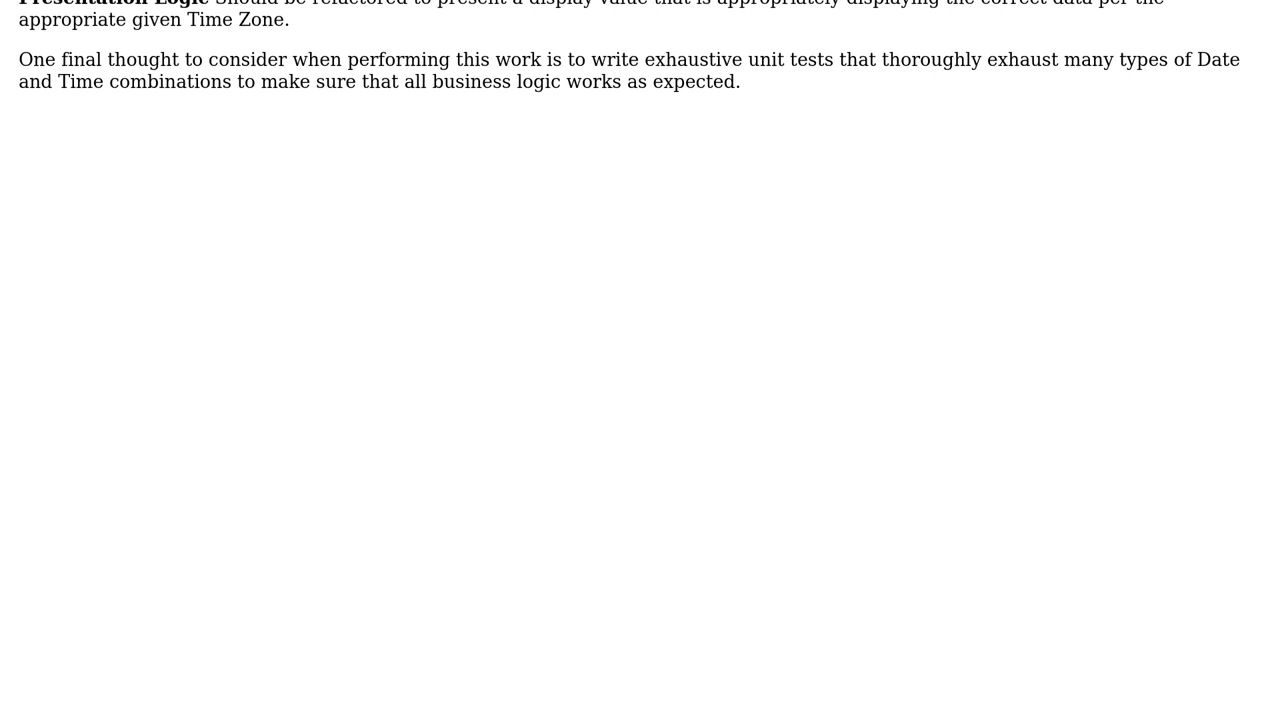 Presentation Logic Should be refactored to present a display value that is appropriately displaying the correct data per the
appropriate given Time Zone.
One final thought to consider when performing this work is to write exhaustive unit tests that thoroughly exhaust many types of Date
and Time combinations to make sure that all business logic works as expected.